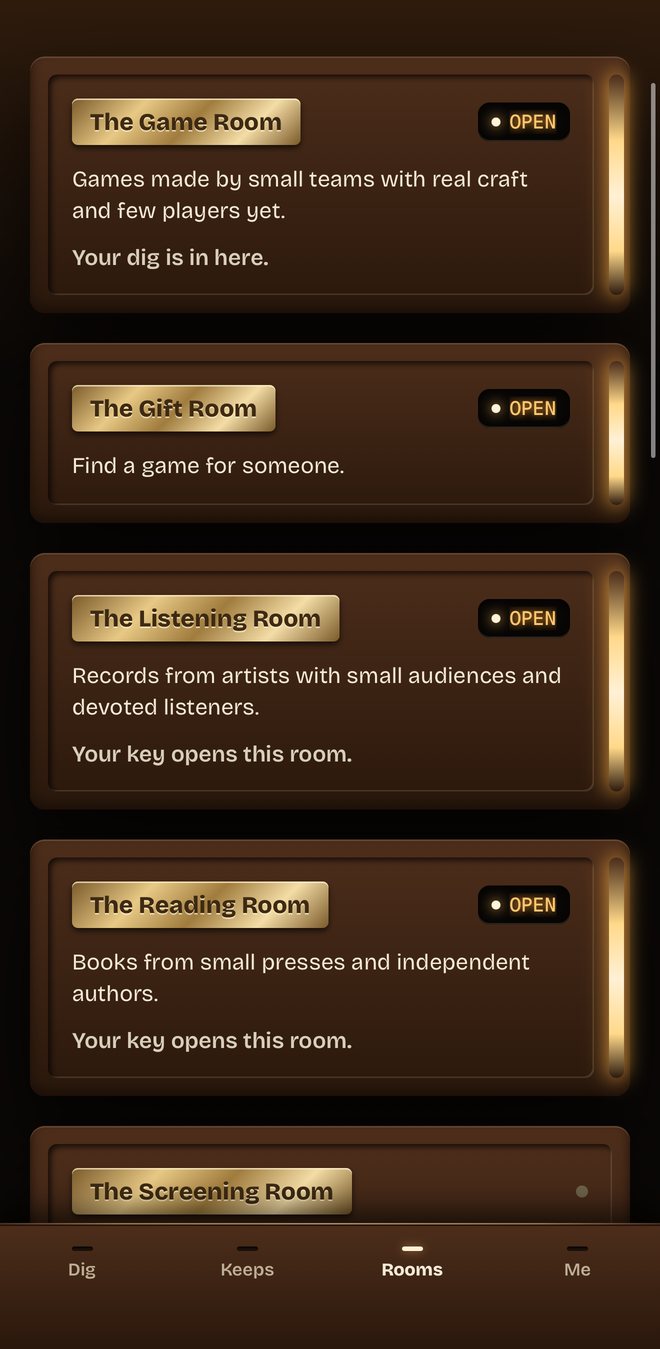 The Game Room
OPEN
Games made by small teams with real craft
and few players yet.
Your dig is in here.
The Gift Room
OPEN
Find a game for someone.
The Listening Room
OPEN
Records from artists with small audiences and
devoted listeners.
Your key opens this room.
The Reading Room
OPEN
Books from small presses and independent
authors.
Your key opens this room.
The Screening Room
Dig
Keeps
Rooms
Me